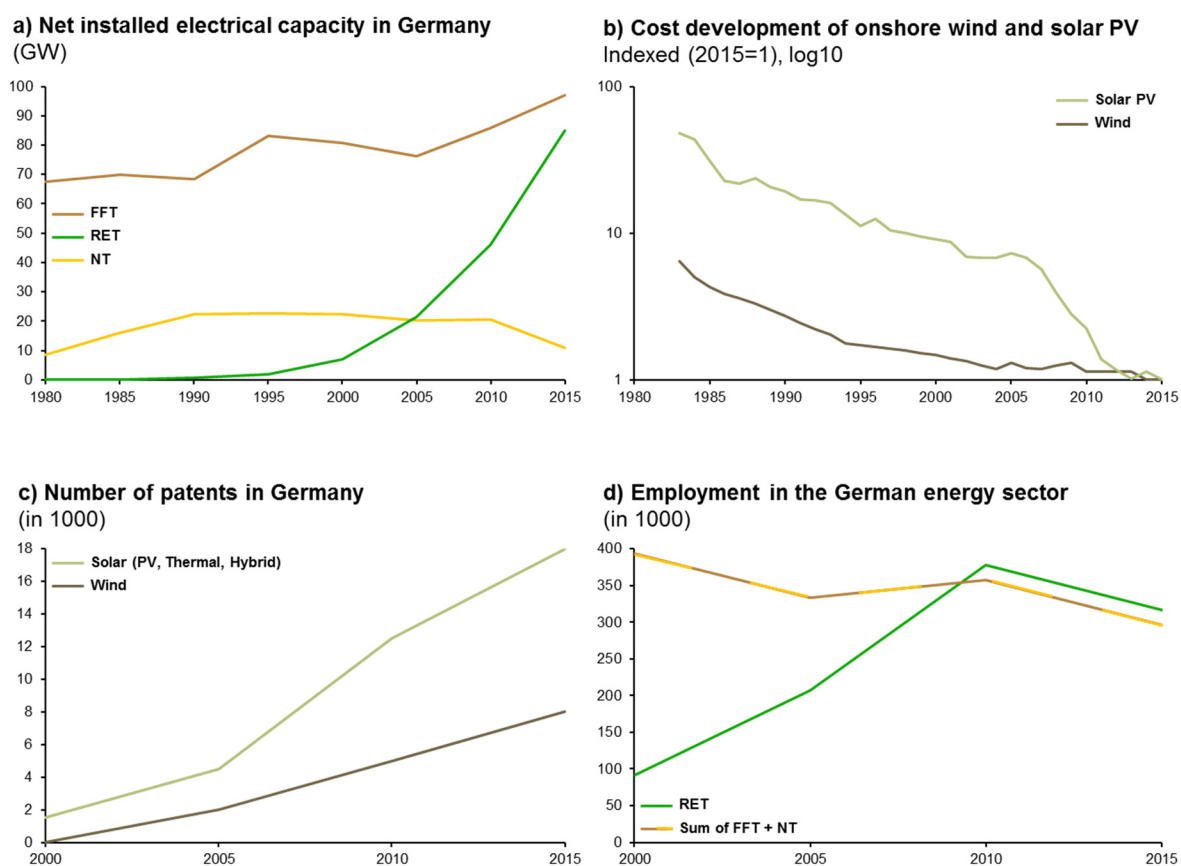 a) Net installed electrical capacity in Germany
(GW)
100
90
80
70
60
50
40
30
20
10
0
FFT
RET
NT
1980 1985 1990 1995 2000 2005 2010 2015
b) Cost development of onshore wind and solar PV
Indexed (2015=1), log10
100
10
1
Solar PV
Wind
1980 1985 1990 1995 2000 2005 2010 2015
c) Number of patents in Germany
(in 1000)
18
16
14
12
10
8
6
4
2
0
Solar (PV, Thermal, Hybrid)
Wind
2000 2005 2010 2015
d) Employment in the German energy sector
(in 1000)
400
350
300
250
200
150
100
50
0
RET
Sum of FFT + NT
2000 2005 2010 2015